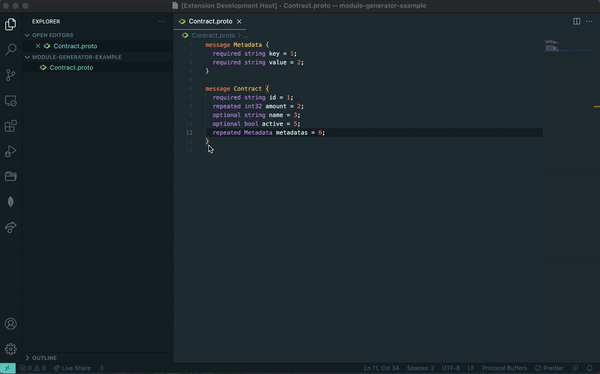 [Extension Development Host] - Contract.proto — module-generator-example
EXPLORER
OPEN EDITORS
Contract.proto
MODULE-GENERATOR-EXAMPLE
Contract.proto
OUTLINE
Contract.proto
Contract.proto > ...
message Metadata {
required string key = 1;
required string value = 2;
}
message Contract {
required string id = 1;
repeated int32 amount = 2;
optional string name = 3;
optional bool active = 5;
11 repeated Metadata metadatas = 6;
}
0 0 Live Share
Ln 11, Col 34 Spaces: 2 UTF-8 LF Protocol Buffers Prettier